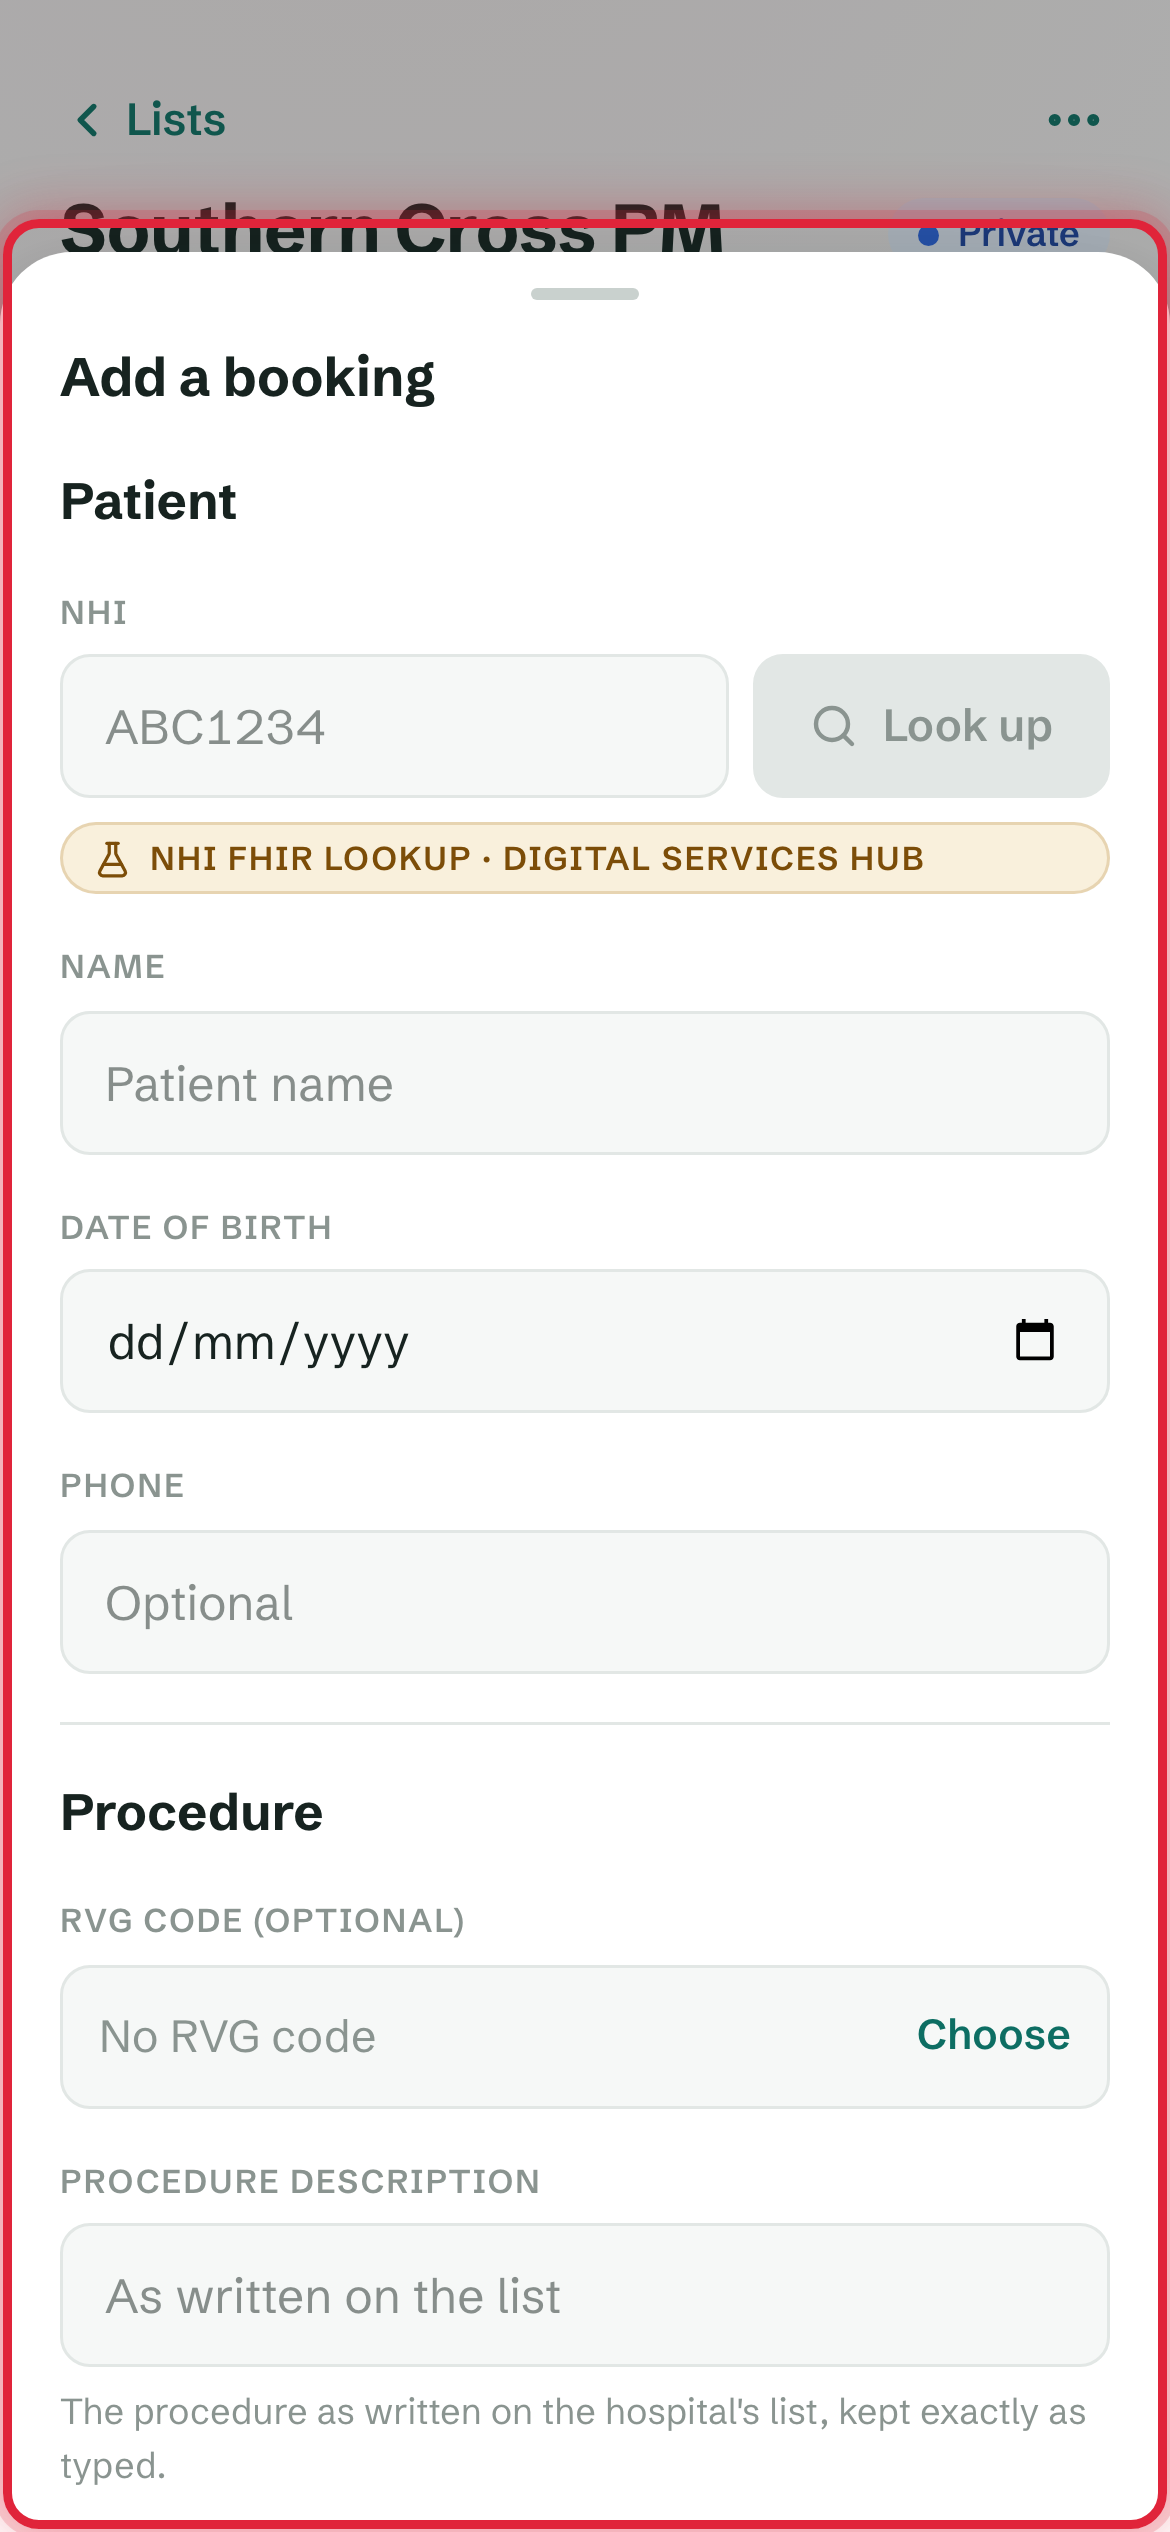 Lists
Southern Cross PM
Private
Add a booking
Patient
NHI
ABC1234
Look up
NHI FHIR LOOKUP · DIGITAL SERVICES HUB
NAME
Patient name
DATE OF BIRTH
dd/mm/yyyy
PHONE
Optional
Procedure
RVG CODE (OPTIONAL)
No RVG code
Choose
PROCEDURE DESCRIPTION
As written on the list
The procedure as written on the hospital's list, kept exactly as
typed.